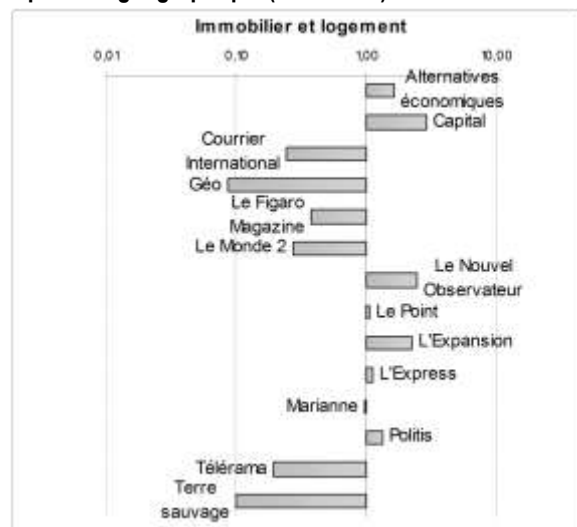 Immobilier et logement
0,01 0,10 1,00 10,00
Alternatives
économiques
Capital
Courrier
International
Géo
Le Figaro
Magazine
Le Monde 2
Le Nouvel
Observateur
Le Point
L'Expansion
L'Express
Marianne
Politis
Télérama
Terre
sauvage